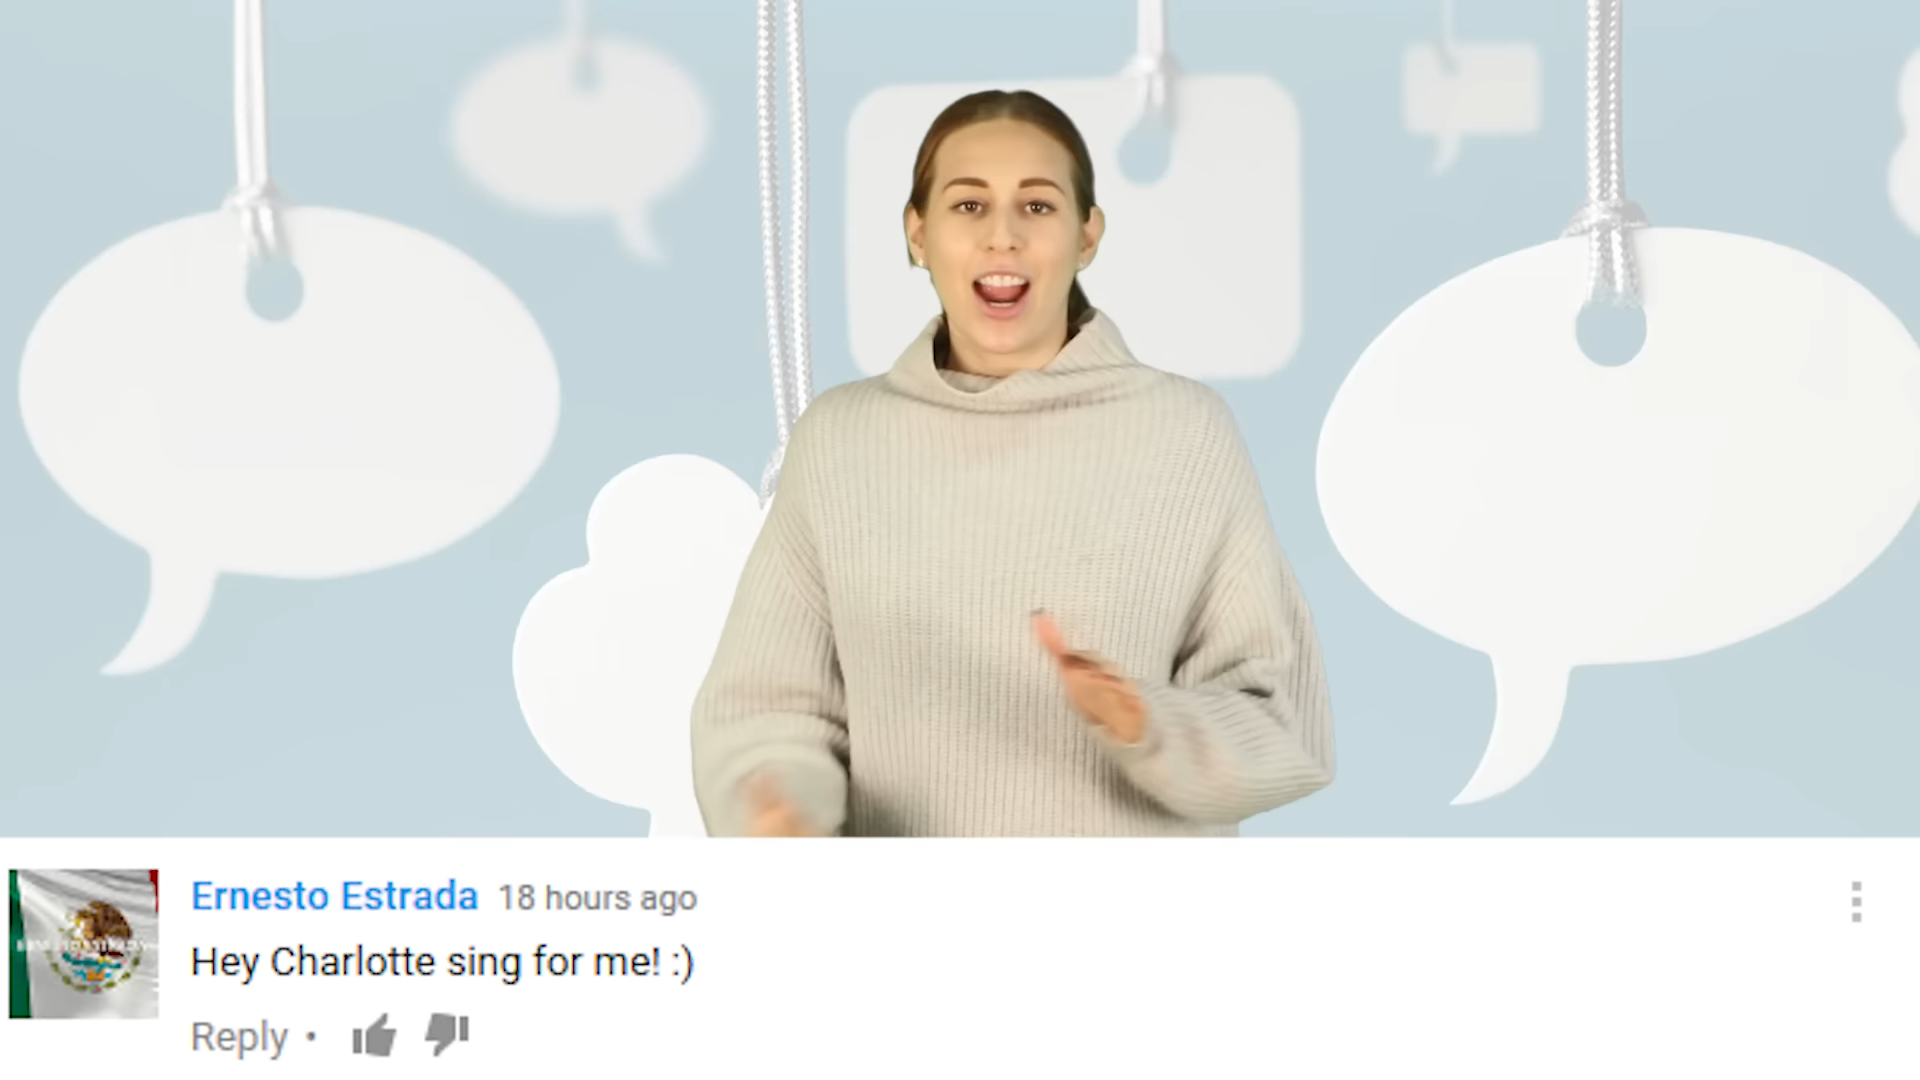 Ernesto Estrada 18 hours ago
Hey Charlotte sing for me! :)
Reply •